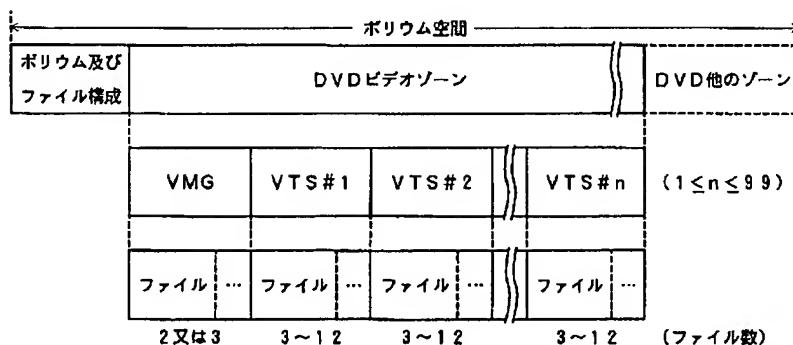 ボリウム空間
ボリウム及び
ファイル構成
DVDビデオゾーン
DVD他のゾーン
VMG
VTS#1
VTS#2
VTS#n
(1≤n≤99)
ファイル
…
ファイル
…
ファイル
…
ファイル
…
2又は3
3~12
3~12
3~12
(ファイル数)